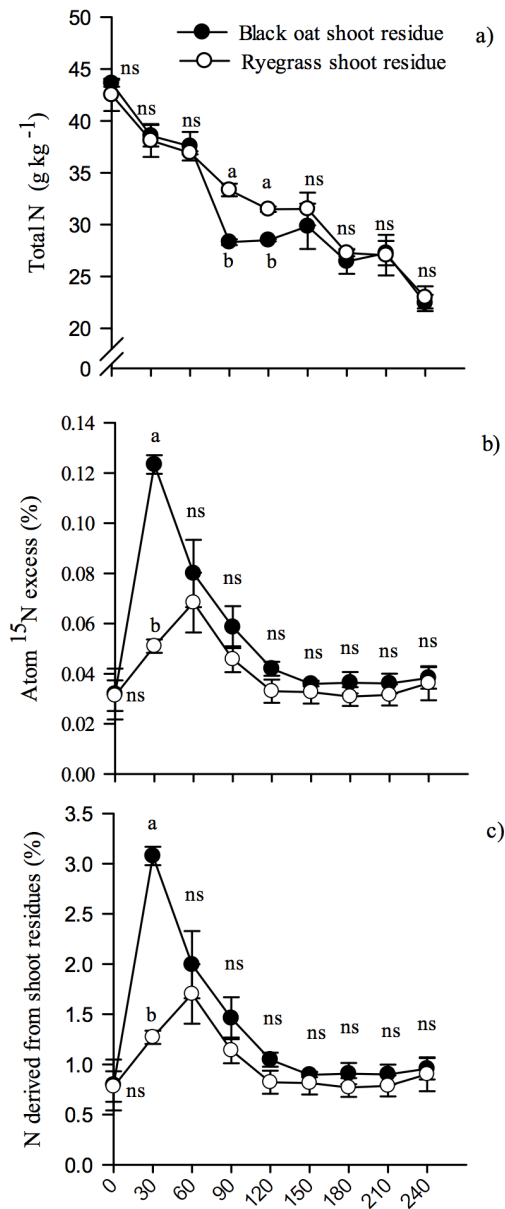 Black oat shoot residue
Ryegrass shoot residue
a)
Total N (g kg -1)
50
45
40
35
30
25
20
0
ns
ns
ns
a
a
ns
ns
ns
ns
b
b
b)
Atom 15N excess (%)
0.14
0.12
0.10
0.08
0.06
0.04
0.02
0.00
a
ns
ns
b
ns
ns
ns
ns
ns
ns
c)
N derived from shoot residues (%)
3.5
3.0
2.5
2.0
1.5
1.0
0.5
0.0
a
ns
ns
b
ns
ns
ns
ns
ns
ns
0 30 60 90 120 150 180 210 240